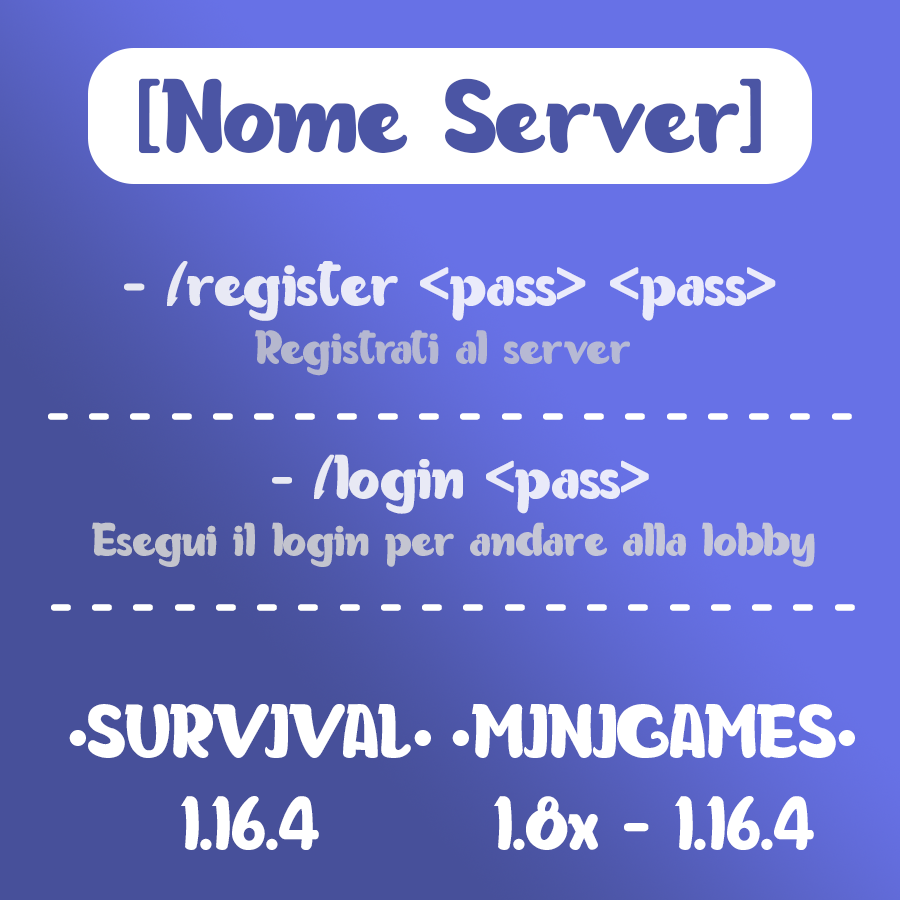 [Nome Server]
- /register <pass> <pass>
Registrati al server
- /login <pass>
Esegui il login per andare alla lobby
•SURVIVAL• •MINIGAMES•
1.16.4 1.8x - 1.16.4